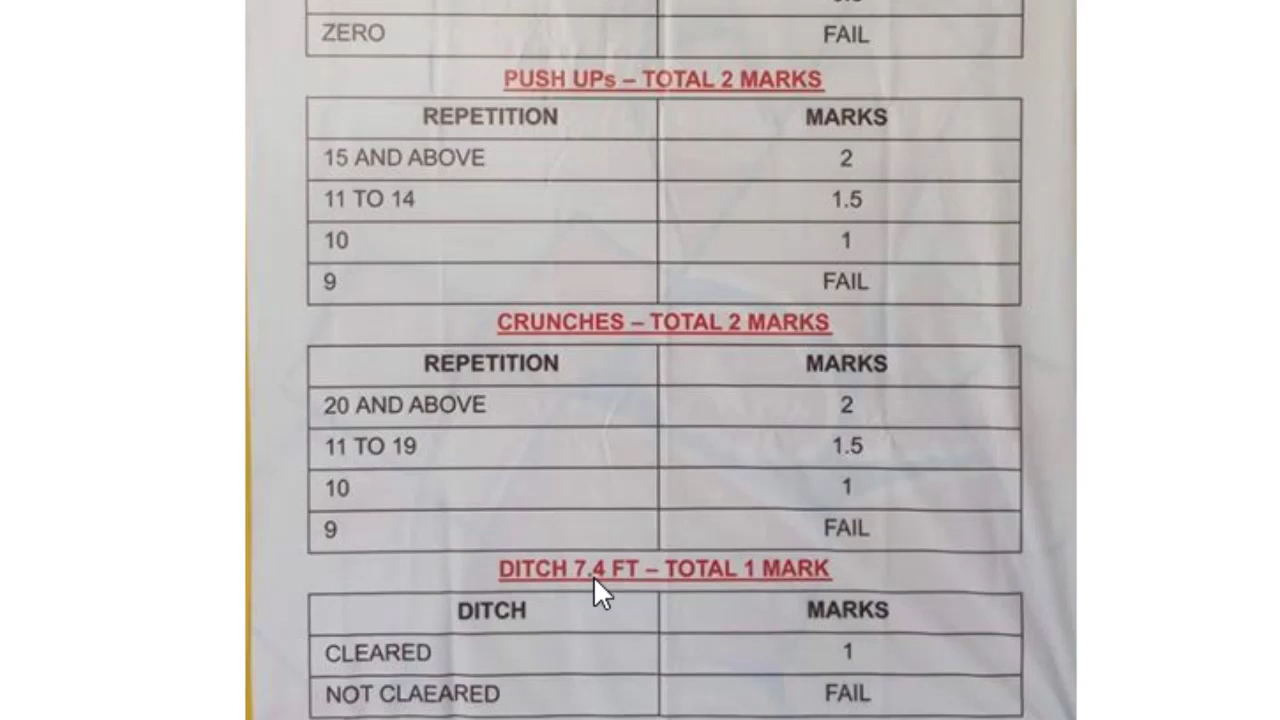 ZERO FAIL
PUSH UPs – TOTAL 2 MARKS
REPETITION MARKS
15 AND ABOVE 2
11 TO 14 1.5
10 1
9 FAIL
CRUNCHES – TOTAL 2 MARKS
REPETITION MARKS
20 AND ABOVE 2
11 TO 19 1.5
10 1
9 FAIL
DITCH 7.4 FT – TOTAL 1 MARK
DITCH MARKS
CLEARED 1
NOT CLAEARED FAIL